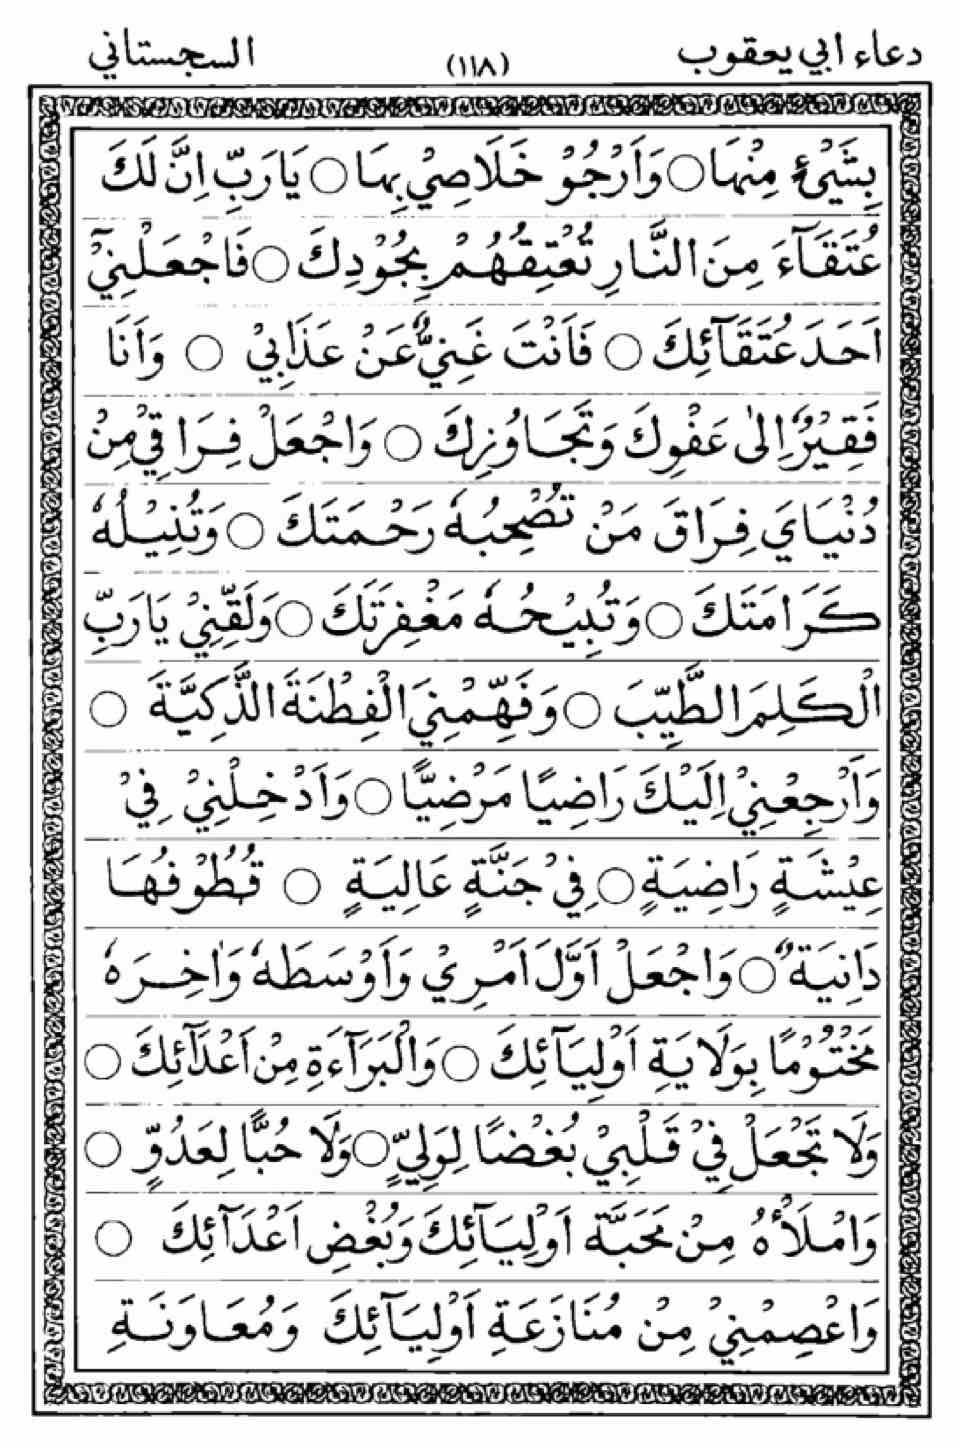 دعاء ابي يعقوب (١١٨) السجستاني
بِشَيْءٍ مِنْهَا ○ وَاَرْجُوْ خَلَاصِيْ بِهَا ○ يَارَبِّ اِنَّ لَكَ
عُتَقَآءَ مِنَ النَّارِ تُعْتِقُهُمْ بِجُوْدِكَ ○ فَاجْعَلْنِيْٓ
اَحَدَ عُتَقَآئِكَ ○ فَاَنْتَ غَنِيٌّ عَنْ عَذَابِيْ ○ وَاَنَا
فَقِيْرٌ اِلٰى عَفْوِكَ وَتَجَاوُزِكَ ○ وَاجْعَلْ فِرَاقِيْ مِنْ
دُنْيَايَ فِرَاقَ مَنْ تُصْحِبُهٗ رَحْمَتَكَ ○ وَتُنِيْلُهٗ
كَرَامَتَكَ ○ وَتُبِيْحُهٗ مَغْفِرَتَكَ ○ وَلَقِّنِيْ يَارَبِّ
الْكَلِمَ الطَّيِّبَ ○ وَفَهِّمْنِيَ الْفِطْنَةَ الذَّكِيَّةَ ○
وَاَرْجِعْنِيْ اِلَيْكَ رَاضِيًا مَرْضِيًّا ○ وَاَدْخِلْنِيْ فِيْ
عِيْشَةٍ رَاضِيَةٍ ○ فِيْ جَنَّةٍ عَالِيَةٍ ○ قُطُوْفُهَا
دَانِيَةٌ ○ وَاجْعَلْ اَوَّلَ اَمْرِيْ وَاَوْسَطَهٗ وَاٰخِرَهٗ
مَخْتُوْمًا بِوَلَايَةِ اَوْلِيَآئِكَ ○ وَالْبَرَآءَةِ مِنْ اَعْدَآئِكَ ○
وَلَا تَجْعَلْ فِيْ قَلْبِيْ بُغْضًا لِوَلِيٍّ ○ وَلَا حُبًّا لِعَدُوٍّ ○
وَامْلَأْهُ مِنْ مَحَبَّةِ اَوْلِيَآئِكَ وَبُغْضِ اَعْدَآئِكَ ○
وَاعْصِمْنِيْ مِنْ مُنَازَعَةِ اَوْلِيَآئِكَ وَمُعَاوَنَةِ